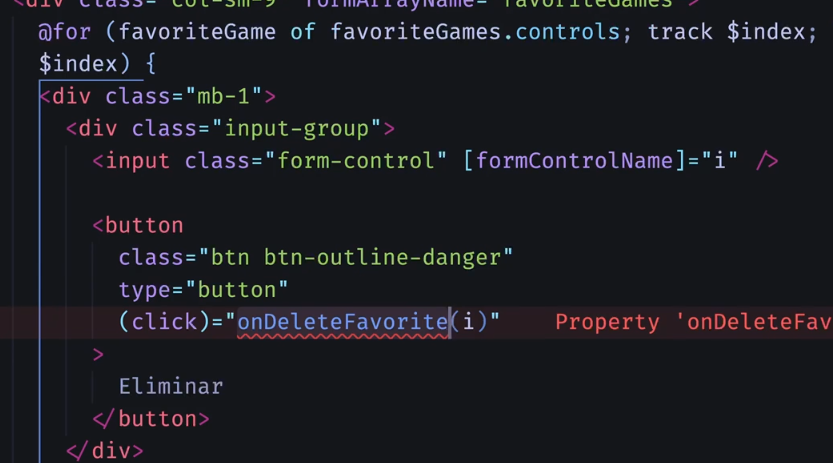 <div class="col-sm-9" formArrayName="favoriteGames">
@for (favoriteGame of favoriteGames.controls; track $index;
$index) {
<div class="mb-1">
<div class="input-group">
<input class="form-control" [formControlName]="i" />
<button
class="btn btn-outline-danger"
type="button"
(click)="onDeleteFavorite(i)" Property 'onDeleteFav
>
Eliminar
</button>
</div>